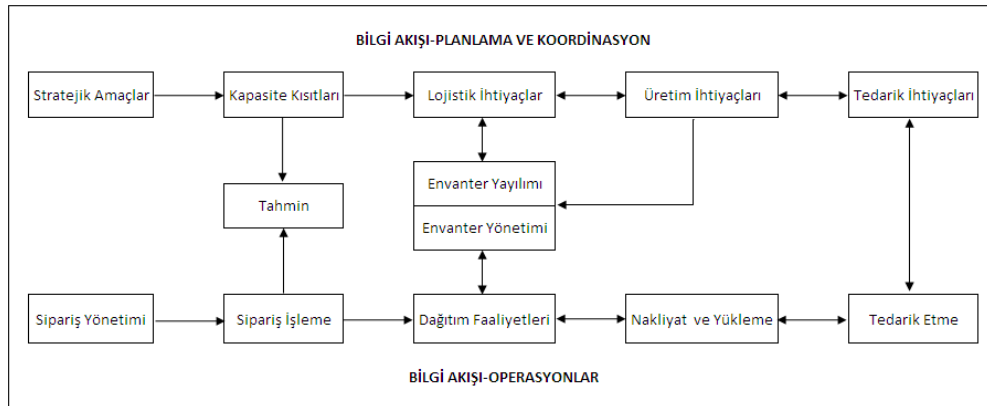 BİLGİ AKIŞI-PLANLAMA VE KOORDİNASYON
Stratejik Amaçlar
Kapasite Kısıtları
Lojistik İhtiyaçlar
Üretim İhtiyaçları
Tedarik İhtiyaçları
Envanter Yayılımı
Tahmin
Envanter Yönetimi
Sipariş Yönetimi
Sipariş İşleme
Dağıtım Faaliyetleri
Nakliyat ve Yükleme
Tedarik Etme
BİLGİ AKIŞI-OPERASYONLAR